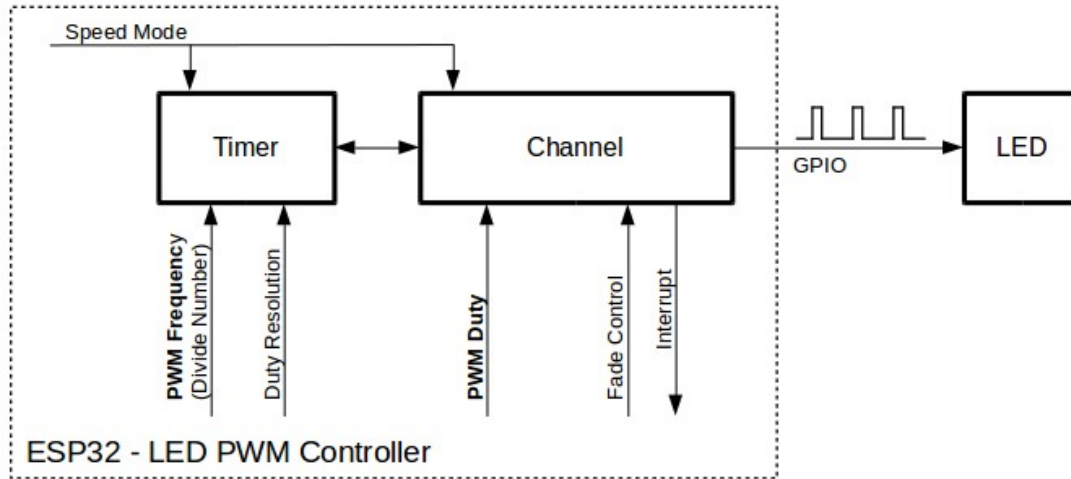 Speed Mode
Timer
Channel
GPIO
LED
PWM Frequency
(Divide Number)
Duty Resolution
PWM Duty
Fade Control
Interrupt
ESP32 - LED PWM Controller